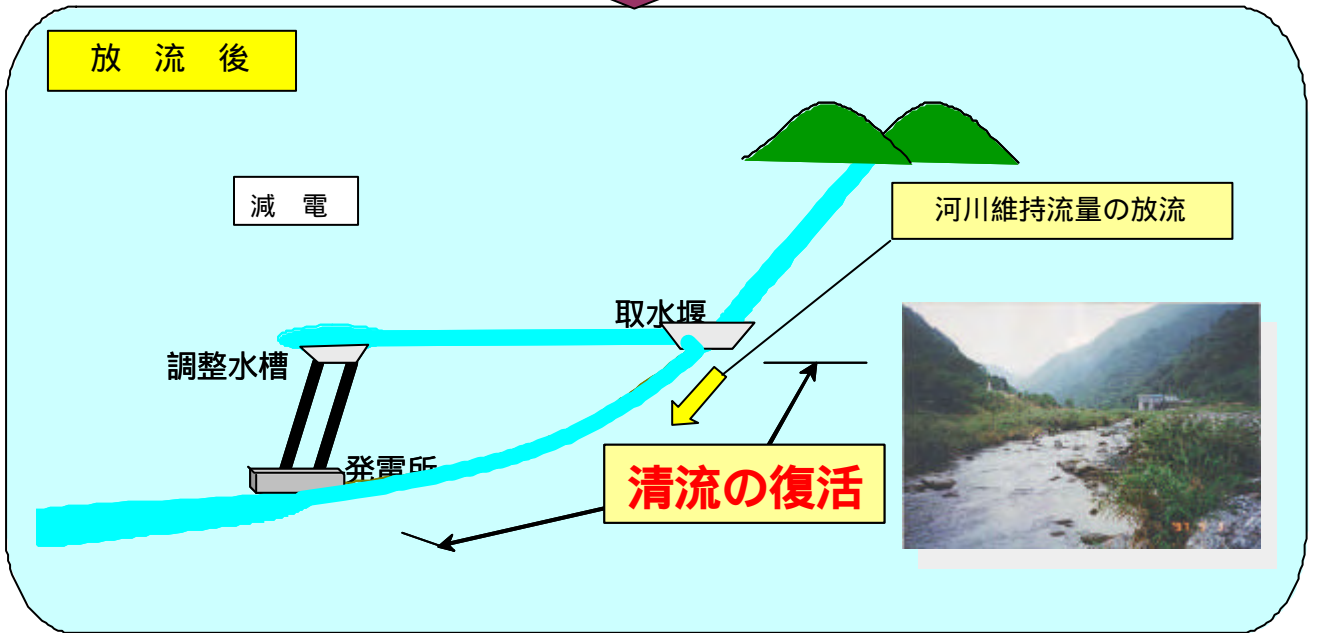 放 流 後
減 電
河川維持流量の放流
取水堰
調整水槽
発電所
清流の復活